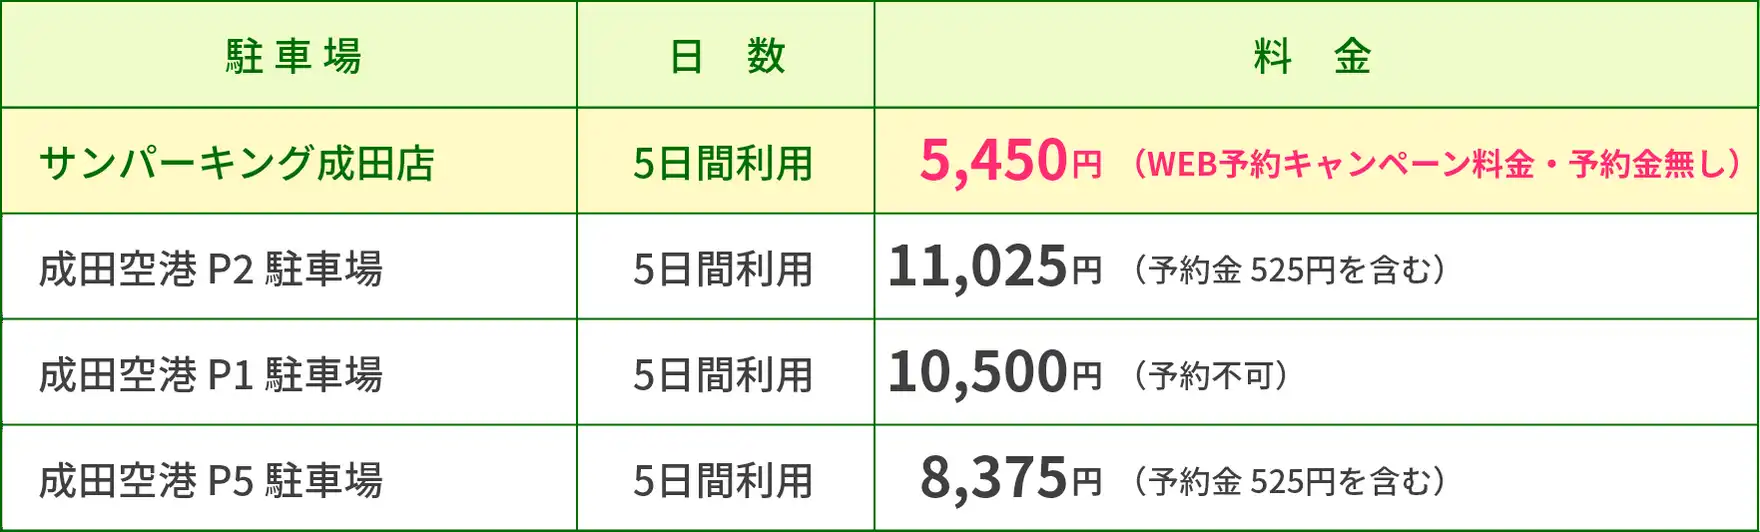 駐車場 日 数 料 金
サンパーキング成田店 5日間利用 5,450円 （WEB予約キャンペーン料金・予約金無し）
成田空港 P2 駐車場 5日間利用 11,025円 （予約金 525円を含む）
成田空港 P1 駐車場 5日間利用 10,500円 （予約不可）
成田空港 P5 駐車場 5日間利用 8,375円 （予約金 525円を含む）